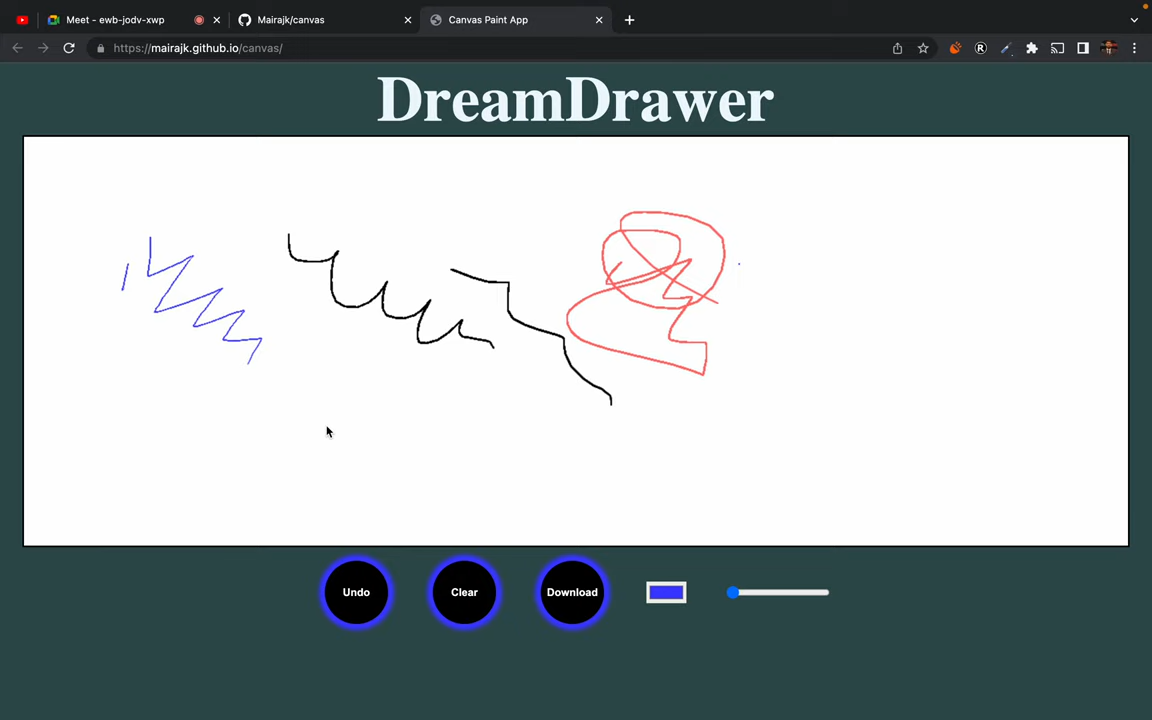 Meet - ewb-jodv-xwp
Mairajk/canvas
Canvas Paint App
https://mairajk.github.io/canvas/
DreamDrawer
Undo
Clear
Download